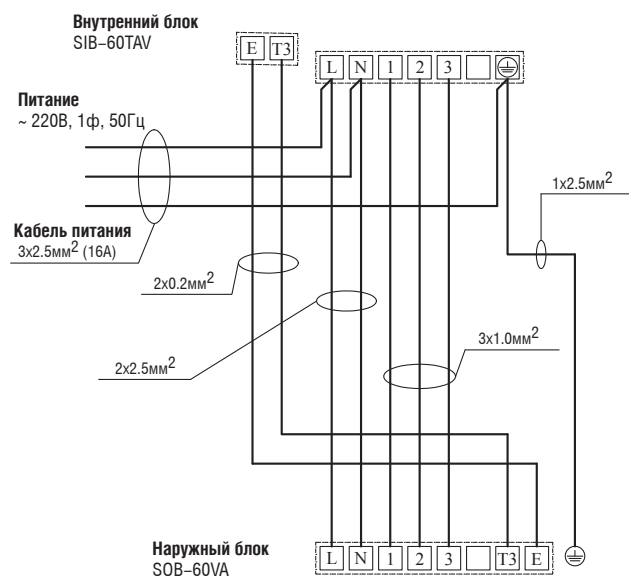 Внутренний блок
SIB–60TAV
E T3
L N 1 2 3
Питание
~ 220В, 1ф, 50Гц
1x2.5мм²
Кабель питания
3x2.5мм² (16А)
2x0.2мм²
3x1.0мм²
2x2.5мм²
Наружный блок
SOB–60VA
L N 1 2 3 T3 E